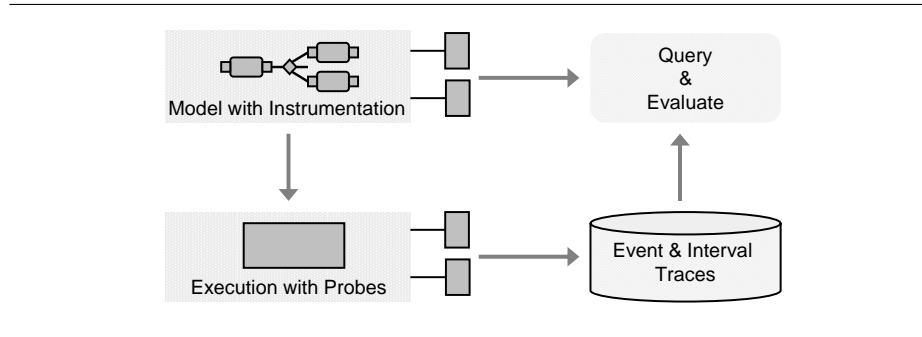 Model with Instrumentation
Query
&
Evaluate
Execution with Probes
Event & Interval
Traces